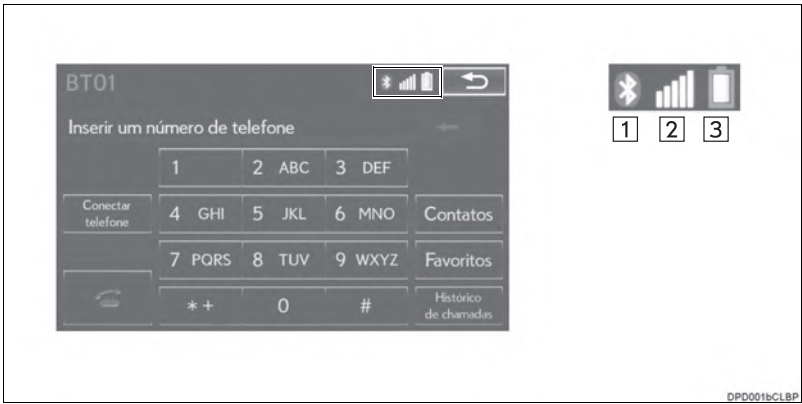 BT01
Inserir um número de telefone
1
2 ABC
3 DEF
Conectar
telefone
4 GHI
5 JKL
6 MNO
Contatos
7 PQRS
8 TUV
9 WXYZ
Favoritos
* +
0
#
Histórico
de chamadas
1
2
3
DPD001bCLBP